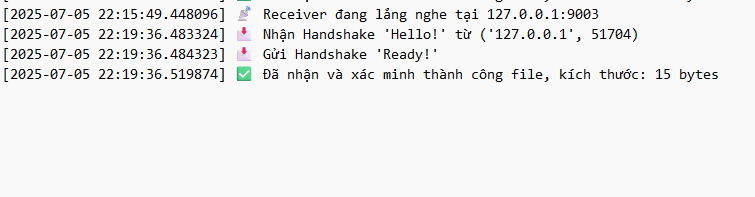 [2025-07-05 22:15:49.448096] 📡 Receiver đang lắng nghe tại 127.0.0.1:9003
[2025-07-05 22:19:36.483324] 📩 Nhận Handshake 'Hello!' từ ('127.0.0.1', 51704)
[2025-07-05 22:19:36.484323] 📩 Gửi Handshake 'Ready!'
[2025-07-05 22:19:36.519874] ✅ Đã nhận và xác minh thành công file, kích thước: 15 bytes